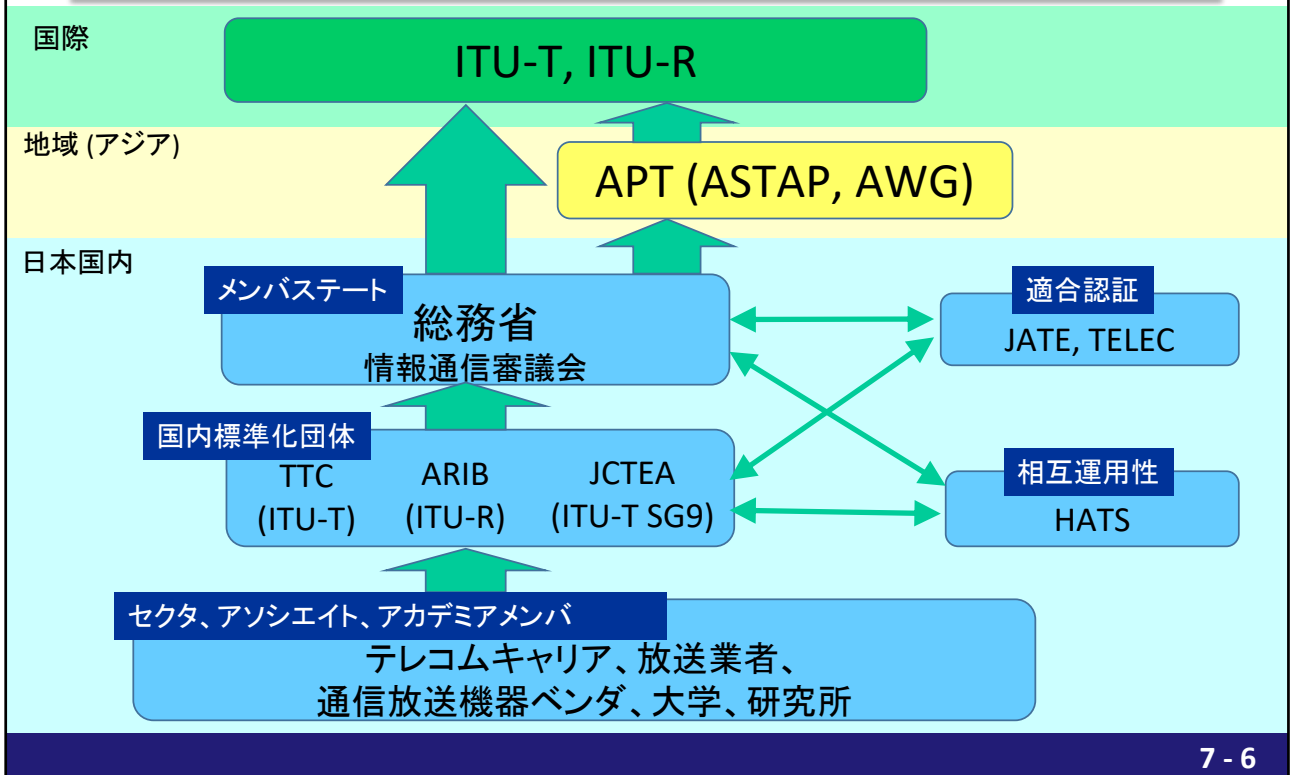 国際
ITU-T, ITU-R
地域 (アジア)
APT (ASTAP, AWG)
日本国内
メンバステート
総務省
情報通信審議会
適合認証
JATE, TELEC
国内標準化団体
TTC
(ITU-T)
ARIB
(ITU-R)
JCTEA
(ITU-T SG9)
相互運用性
HATS
セクタ、アソシエイト、アカデミアメンバ
テレコムキャリア、放送業者、
通信放送機器ベンダ、大学、研究所
7 - 6